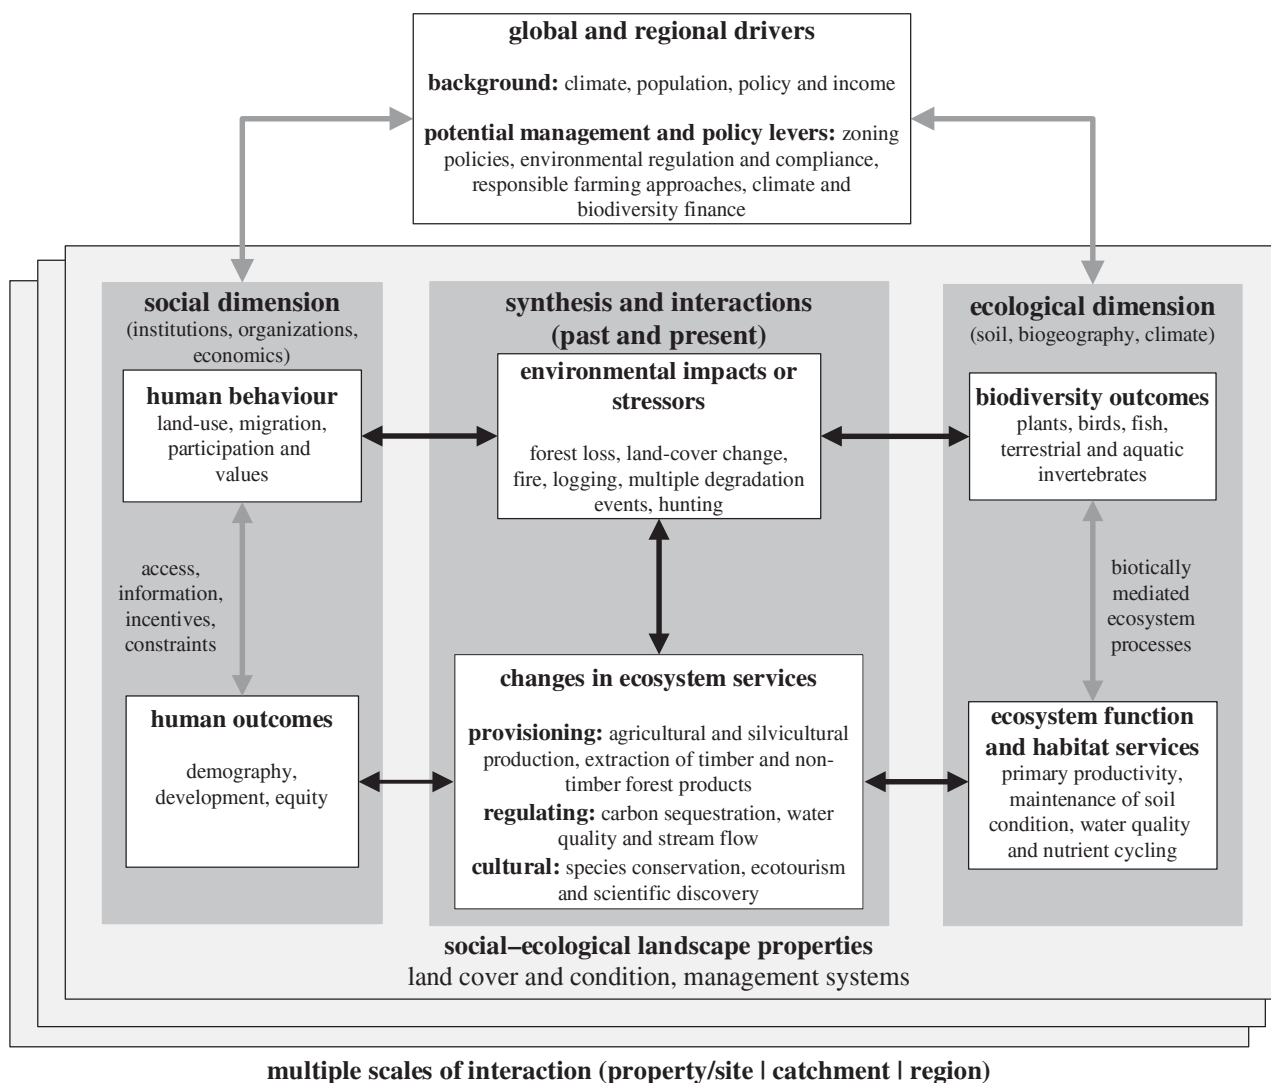 global and regional drivers
background: climate, population, policy and income
potential management and policy levers: zoning
policies, environmental regulation and compliance,
responsible farming approaches, climate and
biodiversity finance
social dimension
(institutions, organizations,
economics)
human behaviour
land-use, migration,
participation and
values
access,
information,
incentives,
constraints
human outcomes
demography,
development, equity
synthesis and interactions
(past and present)
environmental impacts or
stressors
forest loss, land-cover change,
fire, logging, multiple degradation
events, hunting
changes in ecosystem services
provisioning: agricultural and silvicultural
production, extraction of timber and non-
timber forest products
regulating: carbon sequestration, water
quality and stream flow
cultural: species conservation, ecotourism
and scientific discovery
ecological dimension
(soil, biogeography, climate)
biodiversity outcomes
plants, birds, fish,
terrestrial and aquatic
invertebrates
biotically
mediated
ecosystem
processes
ecosystem function
and habitat services
primary productivity,
maintenance of soil
condition, water quality
and nutrient cycling
social–ecological landscape properties
land cover and condition, management systems
multiple scales of interaction (property/site | catchment | region)